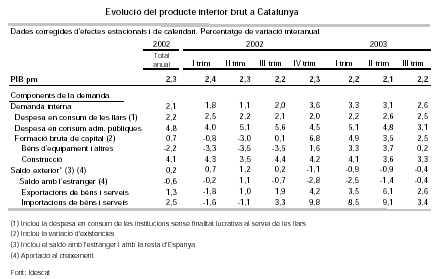 Evolució del producte interior brut a Catalunya
Dades corregides d'efectes estacionals i de calendari. Percentatge de variació interanual
2002 2002 2003
Total anual I trim II trim III trim IV trim I trim II trim III trim
PIB pm 2,3 2,4 2,3 2,2 2,3 2,2 2,1 2,2
Components de la demanda
Demanda interna 2,1 1,8 1,1 2,0 3,6 3,3 3,1 2,6
Despesa en consum de les llars (1) 2,2 2,5 2,2 2,1 2,0 2,2 2,6 2,5
Despesa en consum adm. públiques 4,8 4,0 5,1 5,6 4,5 5,1 4,8 3,1
Formació bruta de capital (2) 0,7 -0,8 -3,0 0,1 6,8 4,9 3,5 2,5
Béns d'equipament i altres -2,2 -3,3 -3,5 -3,5 1,6 3,3 3,7 0,2
Construcció 4,1 4,3 3,5 4,4 4,2 4,1 3,6 3,3
Saldo exterior* (3) (4) 0,2 0,7 1,2 0,2 -1,1 -0,9 -0,9 -0,4
Saldo amb l'estranger (4) -0,6 -0,2 1,1 -0,7 -2,8 -2,5 -1,4 -0,4
Exportacions de béns i serveis 1,3 -1,8 1,0 1,9 4,2 3,5 6,1 2,6
Importacions de béns i serveis 2,5 -1,6 -1,1 3,3 9,8 8,5 9,1 3,4
(1) Inclou la despesa en consum de les institucions sense finalitat lucrativa al servei de les llars
(2) Inclou la variació d'existències
(3) Inclou el saldo amb l'estranger i amb la resta d'Espanya
(4) Aportació al creixement
Font: Idescat